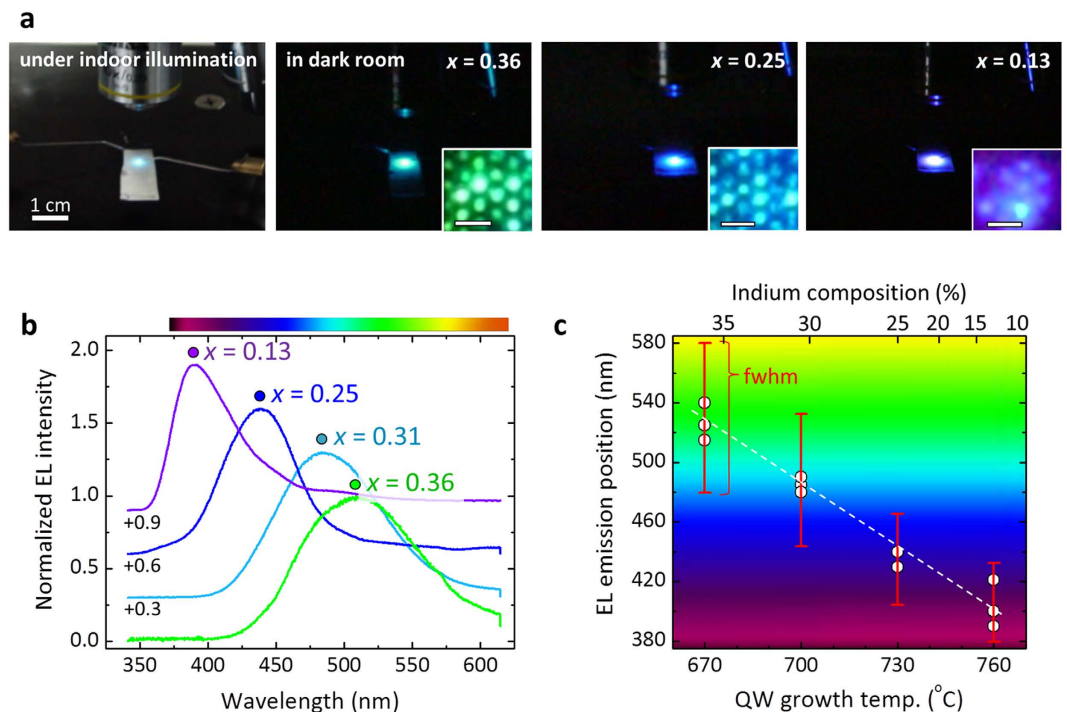 a
under indoor illumination
in dark room
x = 0.36
x = 0.25
x = 0.13
1 cm
b
2.0
1.5
1.0
0.5
0.0
Normalized EL intensity
x = 0.13
x = 0.25
x = 0.31
x = 0.36
+0.9
+0.6
+0.3
350 400 450 500 550 600
Wavelength (nm)
c
Indium composition (%)
35 30 25 20 15 10
580
540
500
460
420
380
EL emission position (nm)
fwhm
670 700 730 760
QW growth temp. (°C)